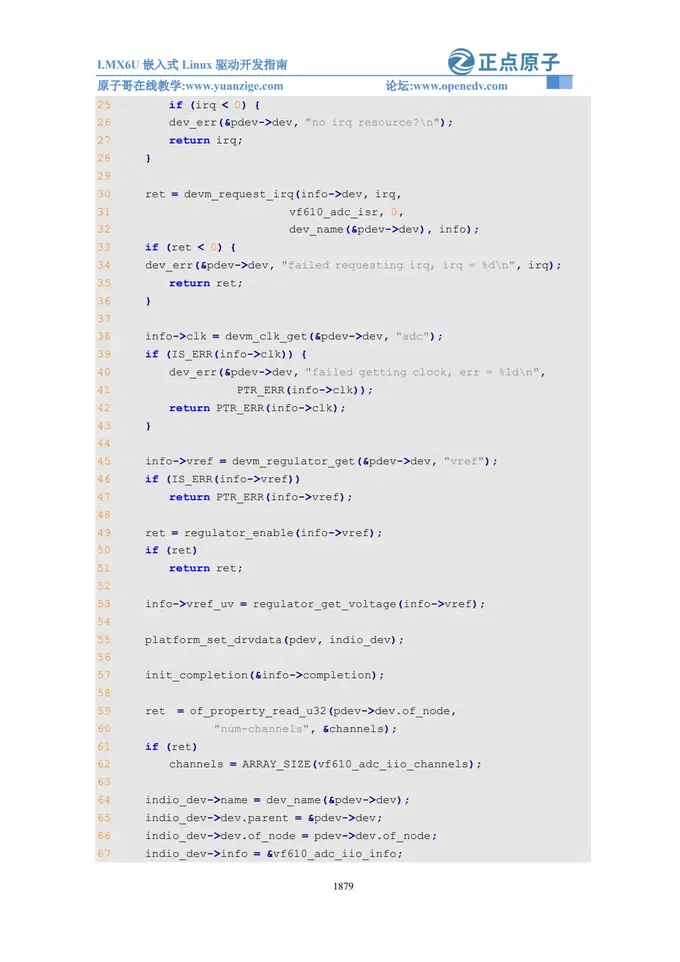 I.MX6U 嵌入式 Linux 驱动开发指南
正点原子
原子哥在线教学:www.yuanzige.com 论坛:www.openedv.com
25 if (irq < 0) {
26 dev_err(&pdev->dev, "no irq resource?\n");
27 return irq;
28 }
29
30 ret = devm_request_irq(info->dev, irq,
31 vf610_adc_isr, 0,
32 dev_name(&pdev->dev), info);
33 if (ret < 0) {
34 dev_err(&pdev->dev, "failed requesting irq, irq = %d\n", irq);
35 return ret;
36 }
37
38 info->clk = devm_clk_get(&pdev->dev, "adc");
39 if (IS_ERR(info->clk)) {
40 dev_err(&pdev->dev, "failed getting clock, err = %ld\n",
41 PTR_ERR(info->clk));
42 return PTR_ERR(info->clk);
43 }
44
45 info->vref = devm_regulator_get(&pdev->dev, "vref");
46 if (IS_ERR(info->vref))
47 return PTR_ERR(info->vref);
48
49 ret = regulator_enable(info->vref);
50 if (ret)
51 return ret;
52
53 info->vref_uv = regulator_get_voltage(info->vref);
54
55 platform_set_drvdata(pdev, indio_dev);
56
57 init_completion(&info->completion);
58
59 ret = of_property_read_u32(pdev->dev.of_node,
60 "num-channels", &channels);
61 if (ret)
62 channels = ARRAY_SIZE(vf610_adc_iio_channels);
63
64 indio_dev->name = dev_name(&pdev->dev);
65 indio_dev->dev.parent = &pdev->dev;
66 indio_dev->dev.of_node = pdev->dev.of_node;
67 indio_dev->info = &vf610_adc_iio_info;
1879